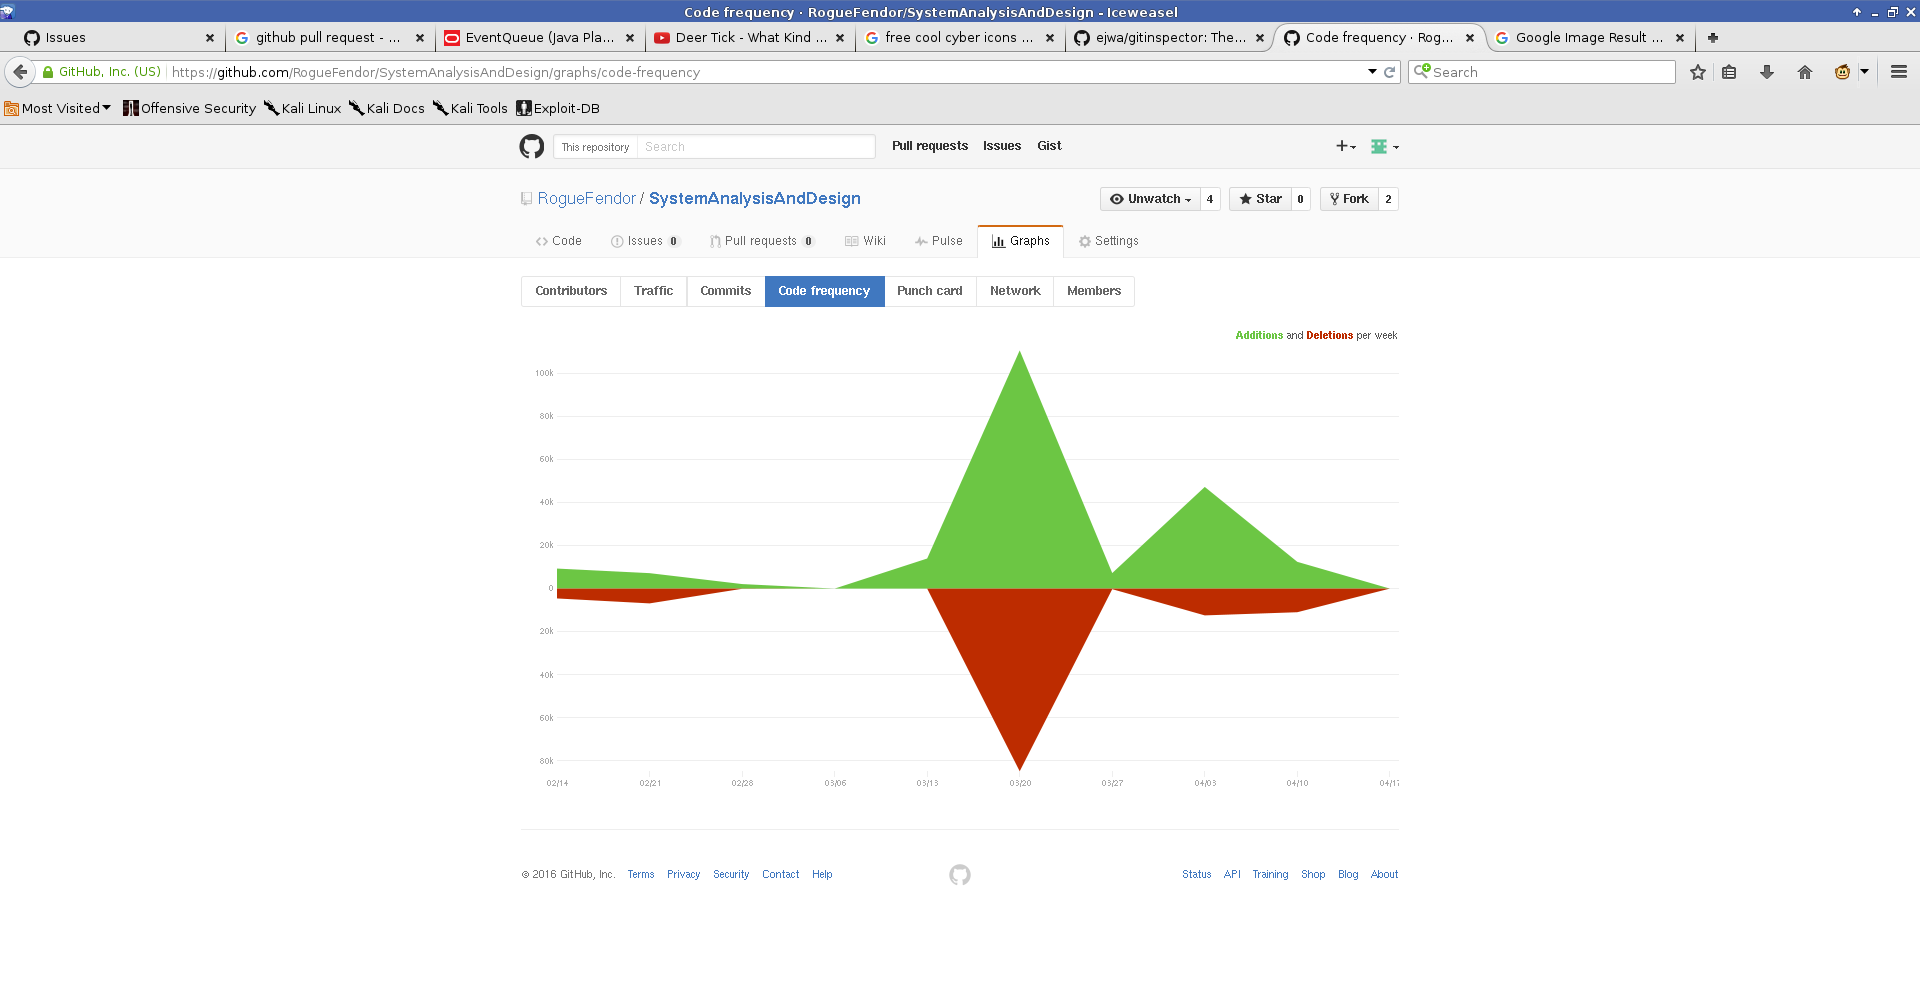 Code frequency · RogueFendor/SystemAnalysisAndDesign - Iceweasel
Issues
github pull request - ...
EventQueue (Java Pla...
Deer Tick - What Kind ...
free cool cyber icons ...
ejwa/gitinspector: The...
Code frequency · Rog...
Google Image Result ...
GitHub, Inc. (US)
https://github.com/RogueFendor/SystemAnalysisAndDesign/graphs/code-frequency
Search
Most Visited
Offensive Security
Kali Linux
Kali Docs
Kali Tools
Exploit-DB
This repository
Search
Pull requests
Issues
Gist
RogueFendor / SystemAnalysisAndDesign
Unwatch 4
Star 0
Fork 2
Code
Issues 0
Pull requests 0
Wiki
Pulse
Graphs
Settings
Contributors
Traffic
Commits
Code frequency
Punch card
Network
Members
Additions and Deletions per week
100k
80k
60k
40k
20k
0
20k
40k
60k
80k
02/14
02/21
02/28
03/06
03/13
03/20
03/27
04/03
04/10
04/17
© 2016 GitHub, Inc.
Terms
Privacy
Security
Contact
Help
Status
API
Training
Shop
Blog
About